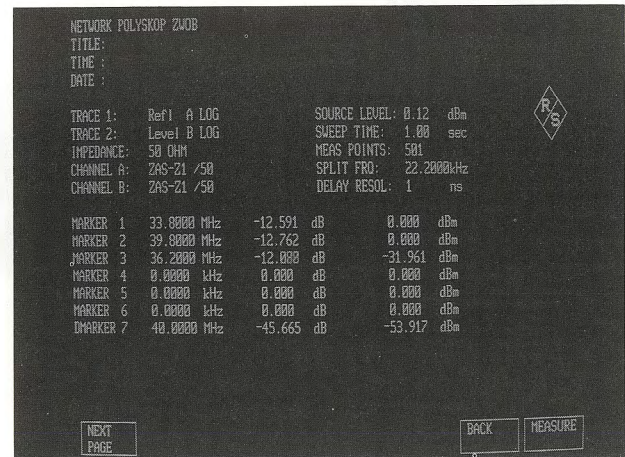 NETWORK POLYSKOP ZWOB
TITLE:
TIME :
DATE :
R/S
TRACE 1: Refl A LOG SOURCE LEVEL: 0.12 dBm
TRACE 2: Level B LOG SWEEP TIME: 1.00 sec
IMPEDANCE: 50 OHM MEAS POINTS: 501
CHANNEL A: ZAS-Z1 /50 SPLIT FRQ: 22.2000kHz
CHANNEL B: ZAS-Z1 /50 DELAY RESOL: 1 ns
MARKER 1 33.8000 MHz -12.591 dB 0.000 dBm
MARKER 2 39.8000 MHz -12.762 dB 0.000 dBm
MARKER 3 36.2000 MHz -12.080 dB -31.961 dBm
MARKER 4 0.0000 kHz 0.000 dB 0.000 dBm
MARKER 5 0.0000 kHz 0.000 dB 0.000 dBm
MARKER 6 0.0000 kHz 0.000 dB 0.000 dBm
DMARKER 7 40.0000 MHz -45.665 dB -53.917 dBm
NEXT PAGE BACK MEASURE